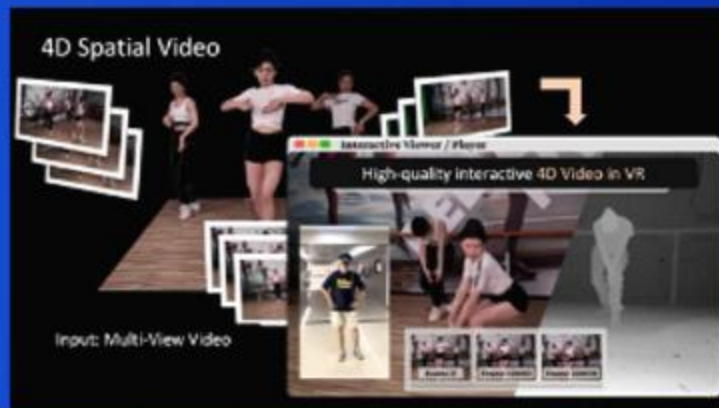 4D Spatial Video
Interactive Viewer / Player
High-quality interactive 4D Video in VR
Input: Multi-View Video